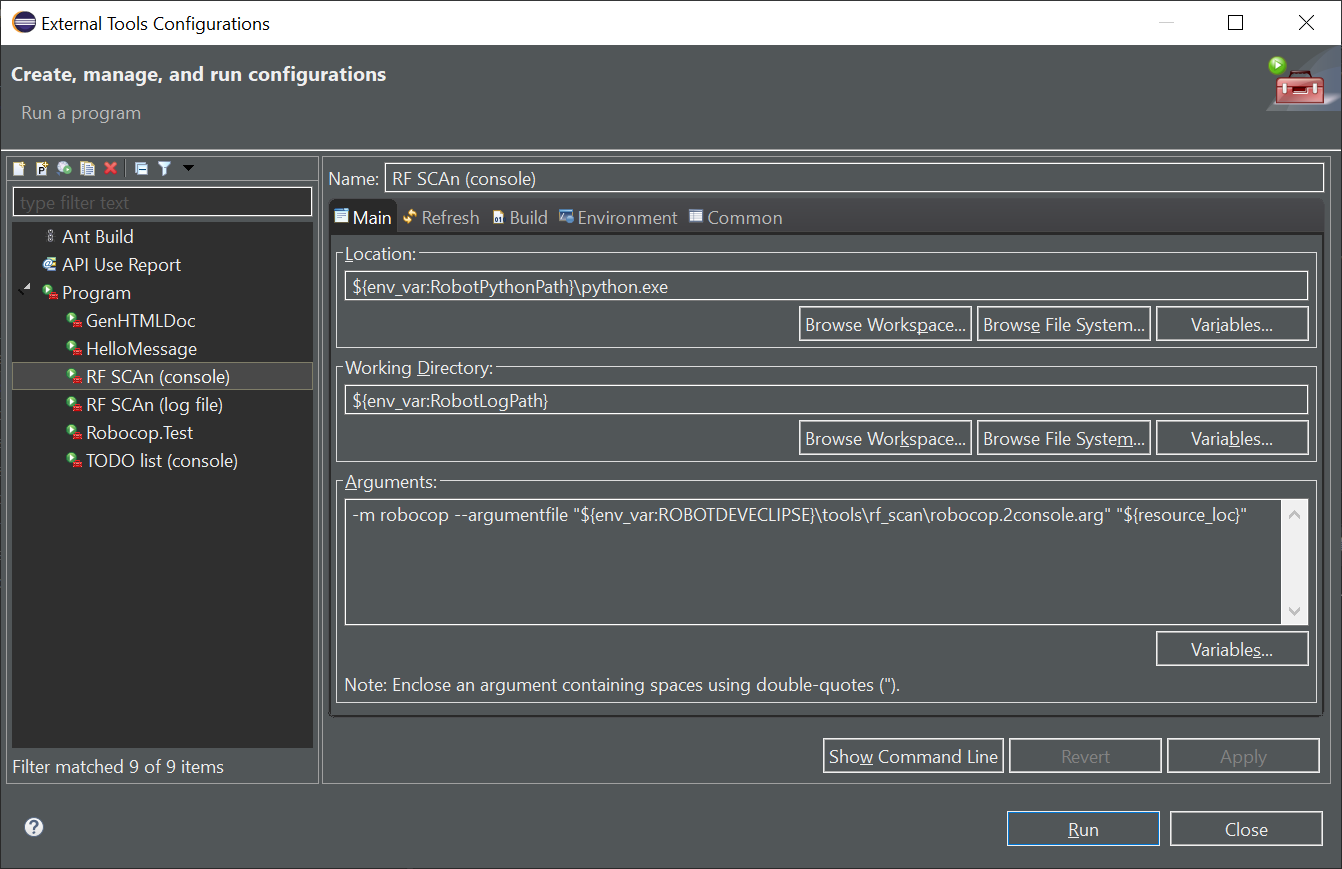 External Tools Configurations
Create, manage, and run configurations
Run a program
type filter text
Ant Build
API Use Report
Program
GenHTMLDoc
HelloMessage
RF SCAn (console)
RF SCAn (log file)
Robocop.Test
TODO list (console)
Filter matched 9 of 9 items
Name: RF SCAn (console)
Main Refresh Build Environment Common
Location:
${env_var:RobotPythonPath}\python.exe
Browse Workspace... Browse File System... Variables...
Working Directory:
${env_var:RobotLogPath}
Browse Workspace... Browse File System... Variables...
Arguments:
-m robocop --argumentfile "${env_var:ROBOTDEVECLIPSE}\tools\rf_scan\robocop.2console.arg" "${resource_loc}"
Variables...
Note: Enclose an argument containing spaces using double-quotes (").
Show Command Line Revert Apply
Run Close